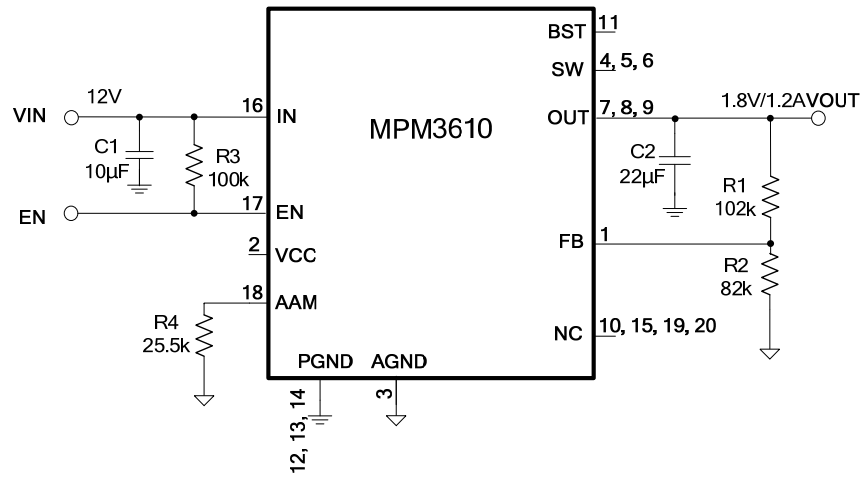 BST
11
SW
4, 5, 6
VIN
12V
16
IN
MPM3610
OUT
7, 8, 9
1.8V/1.2AVOUT
C1
10μF
R3
100k
C2
22μF
R1
102k
EN
17
EN
2
VCC
FB
1
R2
82k
18
AAM
R4
25.5k
NC
10, 15, 19, 20
PGND
AGND
12, 13, 14
3